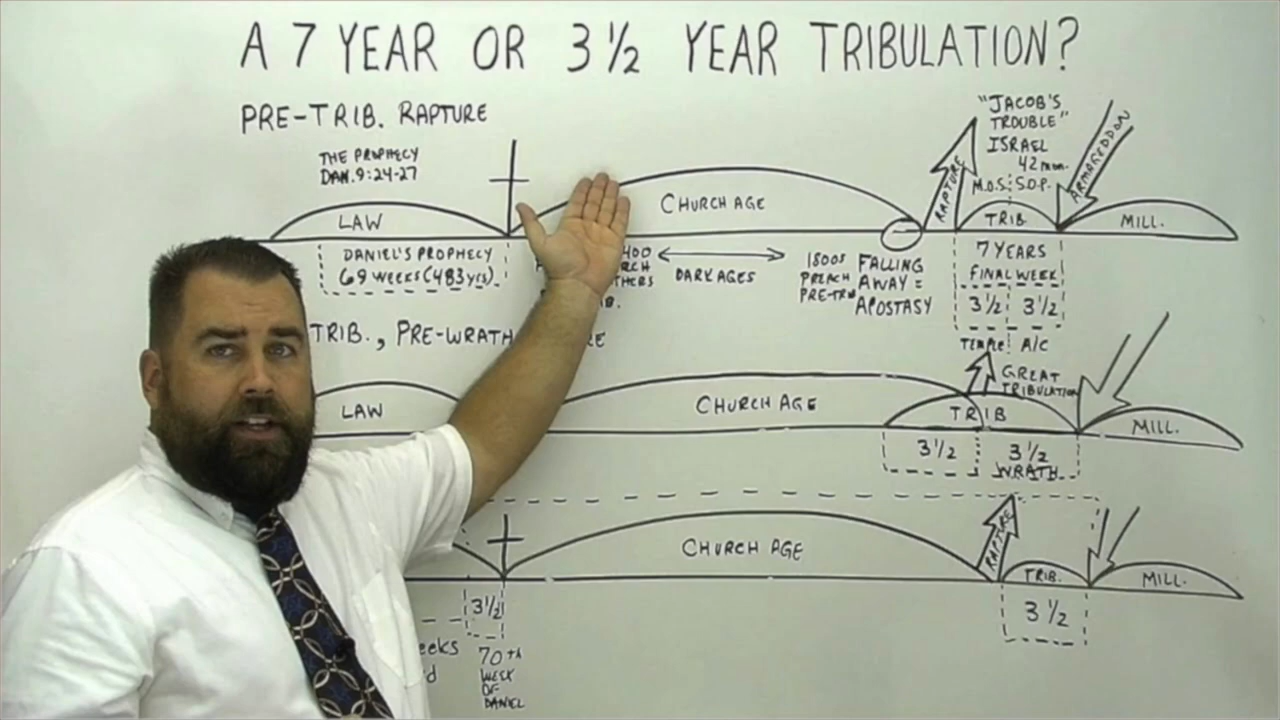 A 7 YEAR OR 3 ½ YEAR TRIBULATION?
PRE-TRIB. RAPTURE
THE PROPHECY
DAN. 9:24-27
LAW
DANIEL'S PROPHECY
69 WEEKS (483 yrs).
CHURCH AGE
400
DARK AGES
1800s
PREACH
PRE-TRIB
FALLING
AWAY =
APOSTASY
RAPTURE
"JACOB'S
TROUBLE"
ISRAEL
42 mon.
M.O.S. S.O.P.
TRIB
ARMAGEDDON
MILL.
7 YEARS
FINAL WEEK
3½ 3½
TEMPLE A/C
TRIB., PRE-WRATH
LAW
CHURCH AGE
GREAT
TRIBULATION
TRIB
MILL.
3½ 3½
WRATH
CHURCH AGE
RAPTURE
TRIB.
MILL.
3½
3½
70th
WEEK
OF
DANIEL